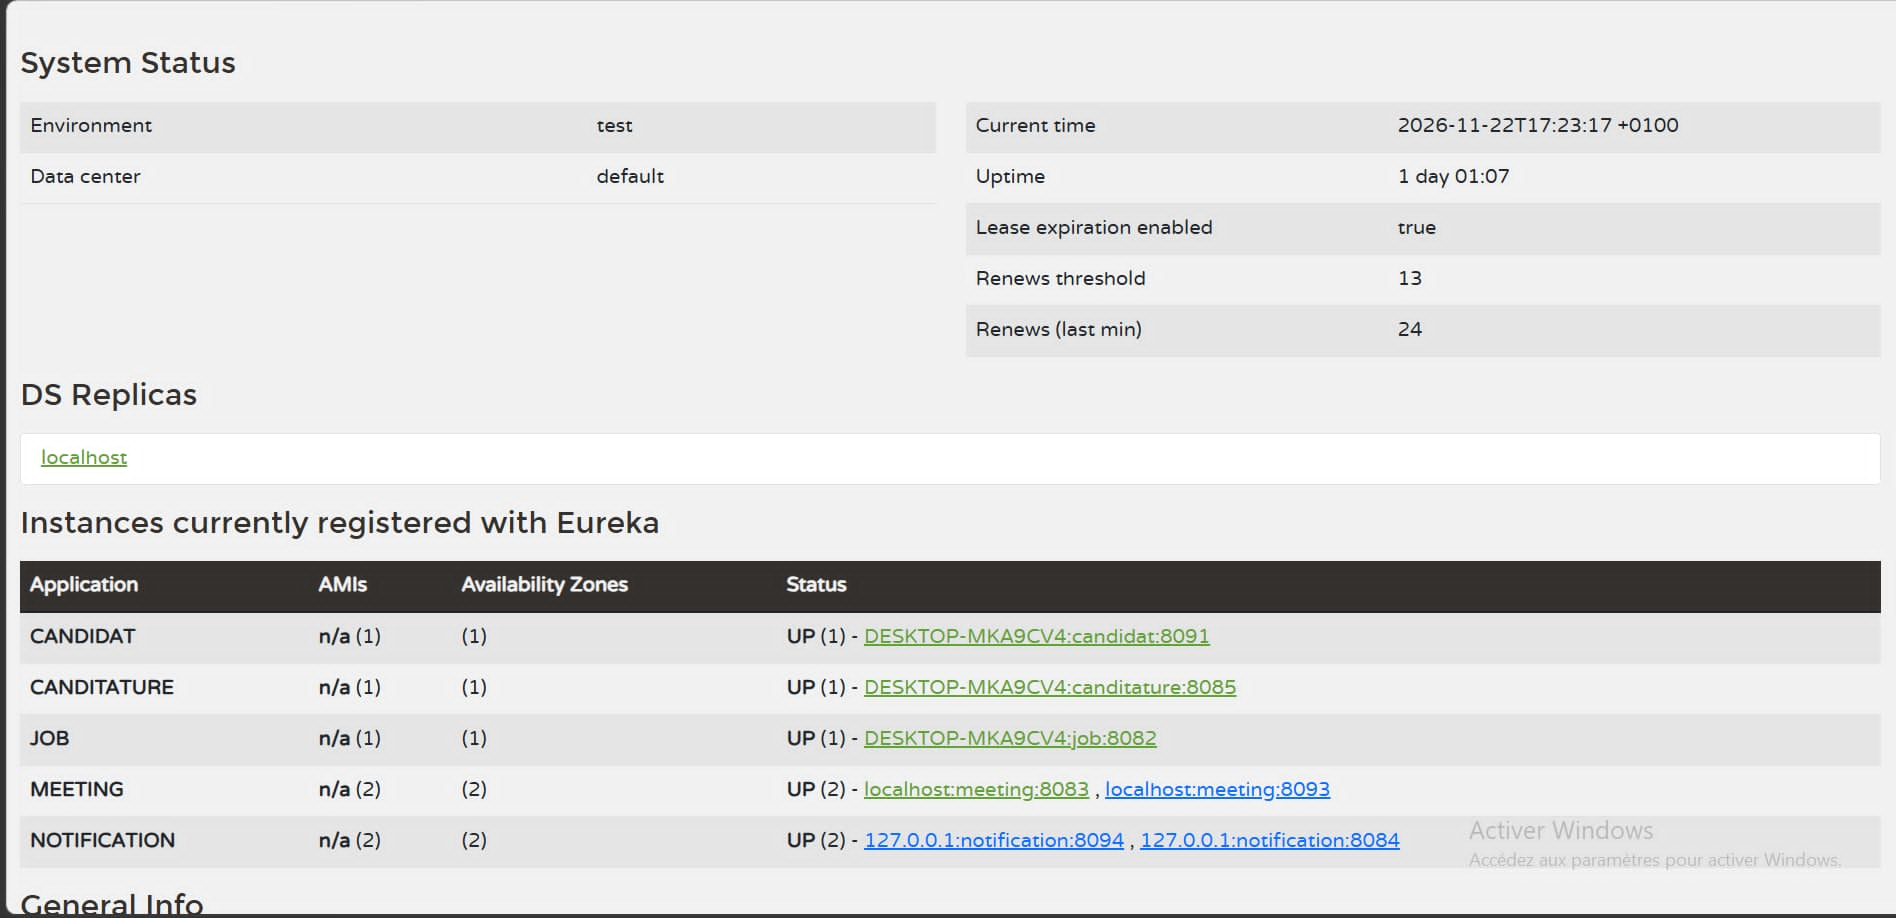 System Status
Environment test
Data center default
Current time 2026-11-22T17:23:17 +0100
Uptime 1 day 01:07
Lease expiration enabled true
Renews threshold 13
Renews (last min) 24
DS Replicas
localhost
Instances currently registered with Eureka
Application AMIs Availability Zones Status
CANDIDAT n/a (1) (1) UP (1) - DESKTOP-MKA9CV4:candidat:8091
CANDITATURE n/a (1) (1) UP (1) - DESKTOP-MKA9CV4:canditature:8085
JOB n/a (1) (1) UP (1) - DESKTOP-MKA9CV4:job:8082
MEETING n/a (2) (2) UP (2) - localhost:meeting:8083 , localhost:meeting:8093
NOTIFICATION n/a (2) (2) UP (2) - 127.0.0.1:notification:8094 , 127.0.0.1:notification:8084
Activer Windows
Accédez aux paramètres pour activer Windows.
General Info